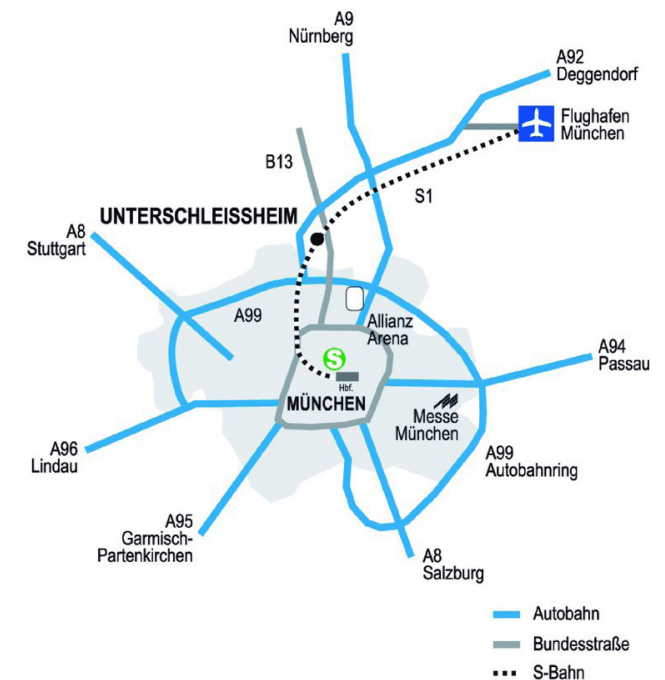 A9
Nürnberg
A92
Deggendorf
Flughafen
München
B13
S1
UNTERSCHLEISSHEIM
A8
Stuttgart
A99
Allianz
Arena
A94
Passau
S
Hbf.
MÜNCHEN
Messe
München
A96
Lindau
A99
Autobahnring
A95
Garmisch-
Partenkirchen
A8
Salzburg
Autobahn
Bundesstraße
S-Bahn